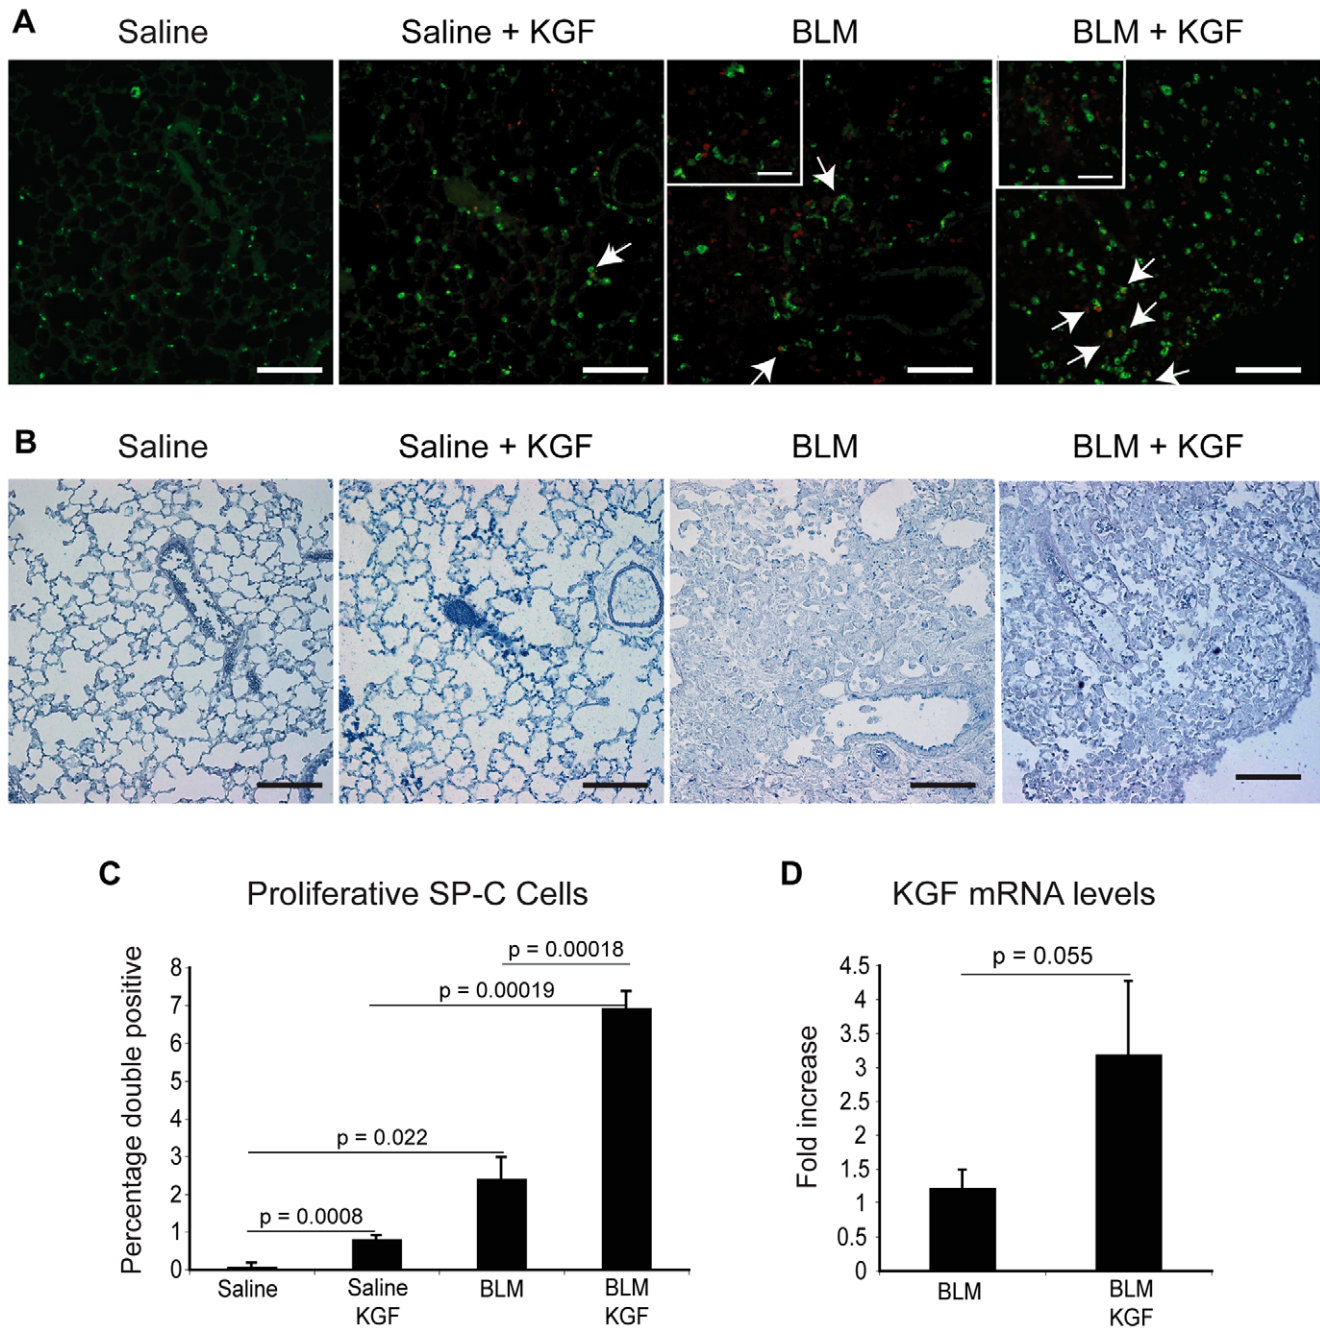 A
Saline
Saline + KGF
BLM
BLM + KGF
B
Saline
Saline + KGF
BLM
BLM + KGF
C
Proliferative SP-C Cells
Percentage double positive
8
7
6
5
4
3
2
1
0
p = 0.00018
p = 0.00019
p = 0.022
p = 0.0008
Saline
Saline
KGF
BLM
BLM
KGF
D
KGF mRNA levels
Fold increase
4.5
4
3.5
3
2.5
2
1.5
1
0.5
0
p = 0.055
BLM
BLM
KGF